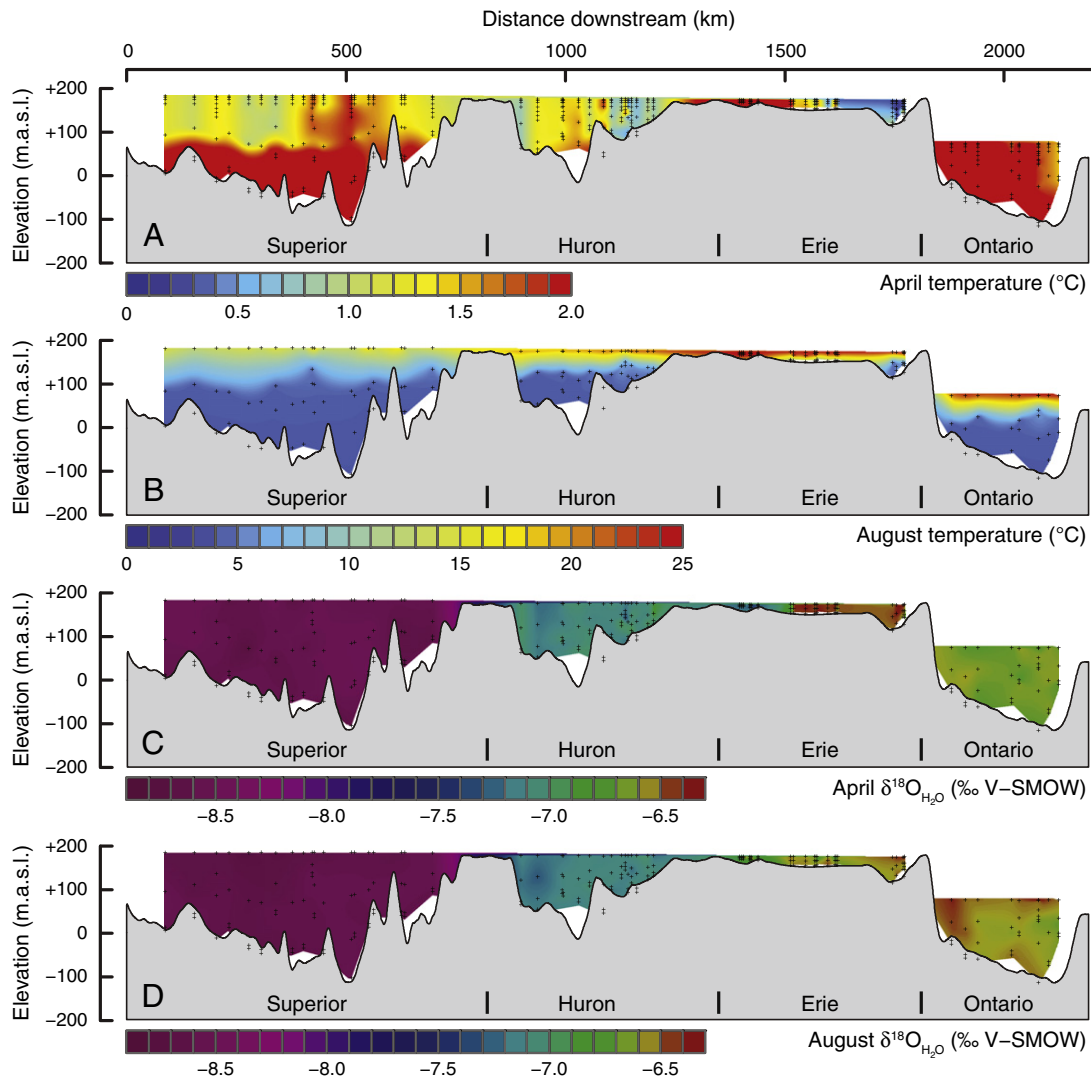 Distance downstream (km)
0 500 1000 1500 2000
Elevation (m.a.s.l.)
+200
+100
0
−100
−200
A
Superior Huron Erie Ontario
0 0.5 1.0 1.5 2.0
April temperature (°C)
Elevation (m.a.s.l.)
+200
+100
0
−100
−200
B
Superior Huron Erie Ontario
0 5 10 15 20 25
August temperature (°C)
Elevation (m.a.s.l.)
+200
+100
0
−100
−200
C
Superior Huron Erie Ontario
−8.5 −8.0 −7.5 −7.0 −6.5
April δ¹⁸O_H₂O (‰ V−SMOW)
Elevation (m.a.s.l.)
+200
+100
0
−100
−200
D
Superior Huron Erie Ontario
−8.5 −8.0 −7.5 −7.0 −6.5
August δ¹⁸O_H₂O (‰ V−SMOW)